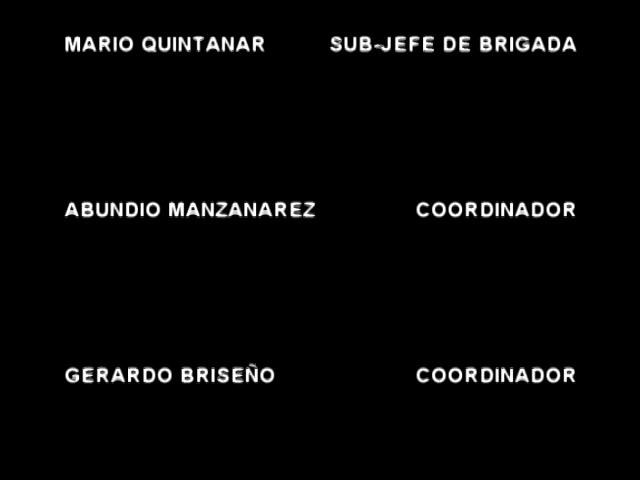 MARIO QUINTANAR SUB-JEFE DE BRIGADA
ABUNDIO MANZANAREZ COORDINADOR
GERARDO BRISEÑO COORDINADOR